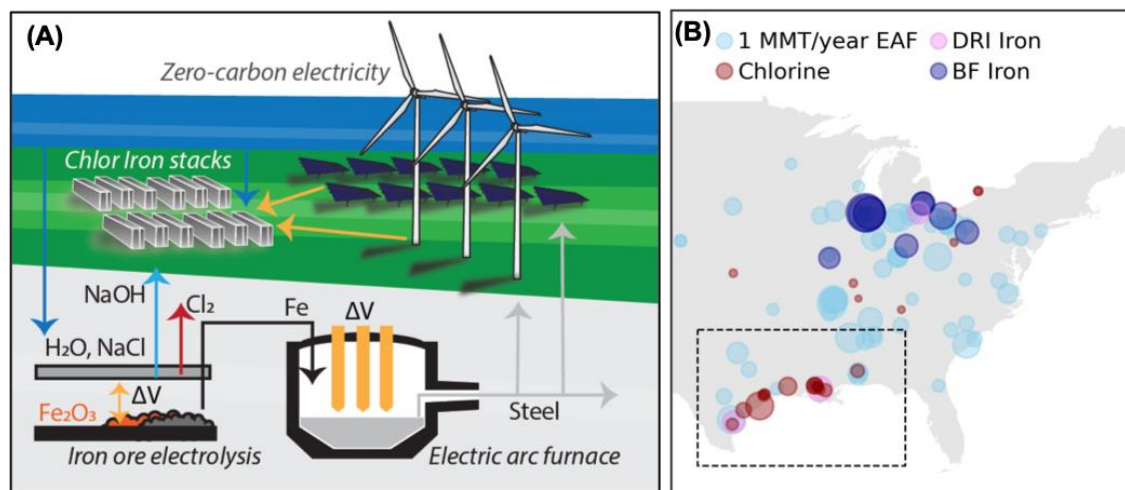 (A)
Zero-carbon electricity
Chlor Iron stacks
NaOH
Cl₂
Fe
ΔV
H₂O, NaCl
ΔV
Fe₂O₃
Steel
Iron ore electrolysis
Electric arc furnace
(B)
1 MMT/year EAF
DRI Iron
Chlorine
BF Iron